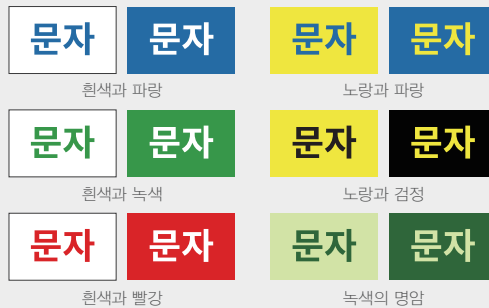 문자 문자 문자 문자
흰색과 파랑 노랑과 파랑
문자 문자 문자 문자
흰색과 녹색 노랑과 검정
문자 문자 문자 문자
흰색과 빨강 녹색의 명암